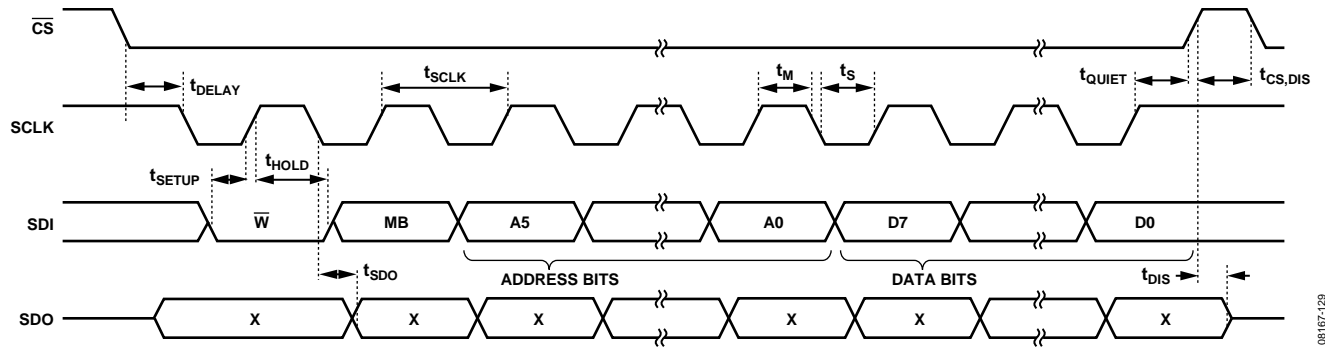 CS
tDELAY
tSCLK
tM
tS
tQUIET
tCS,DIS
SCLK
tSETUP
tHOLD
SDI
W
MB
A5
A0
D7
D0
tSDO
ADDRESS BITS
DATA BITS
tDIS
SDO
X
X
X
X
X
X
08167-129